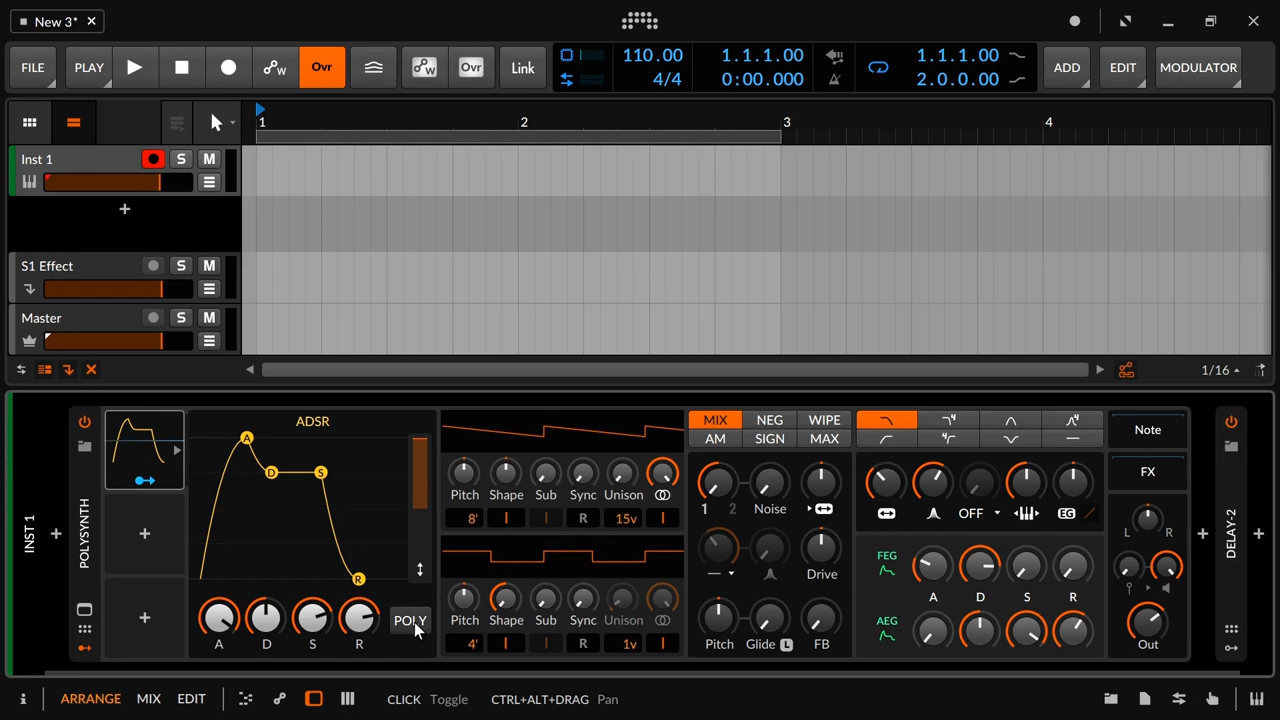 New 3*
FILE PLAY Ovr Ovr Link 110.00 1.1.1.00 1.1.1.00 ADD EDIT MODULATOR
4/4 0:00.000 2.0.0.00
1 2 3 4
Inst 1 S M
+
S1 Effect S M
Master S M
1/16
INST 1
+
POLYSYNTH
+
+
ADSR
A D S R
A D S R
POLY
Pitch Shape Sub Sync Unison
8' R 15v
Pitch Shape Sub Sync Unison
4' R 1v
MIX NEG WIPE
AM SIGN MAX
1 2 Noise
Drive
Pitch Glide L FB
4 4
4
OFF EG
FEG A D S R
AEG A D S R
Note
FX
L R
Out
+
DELAY-2
+
i ARRANGE MIX EDIT CLICK Toggle CTRL+ALT+DRAG Pan